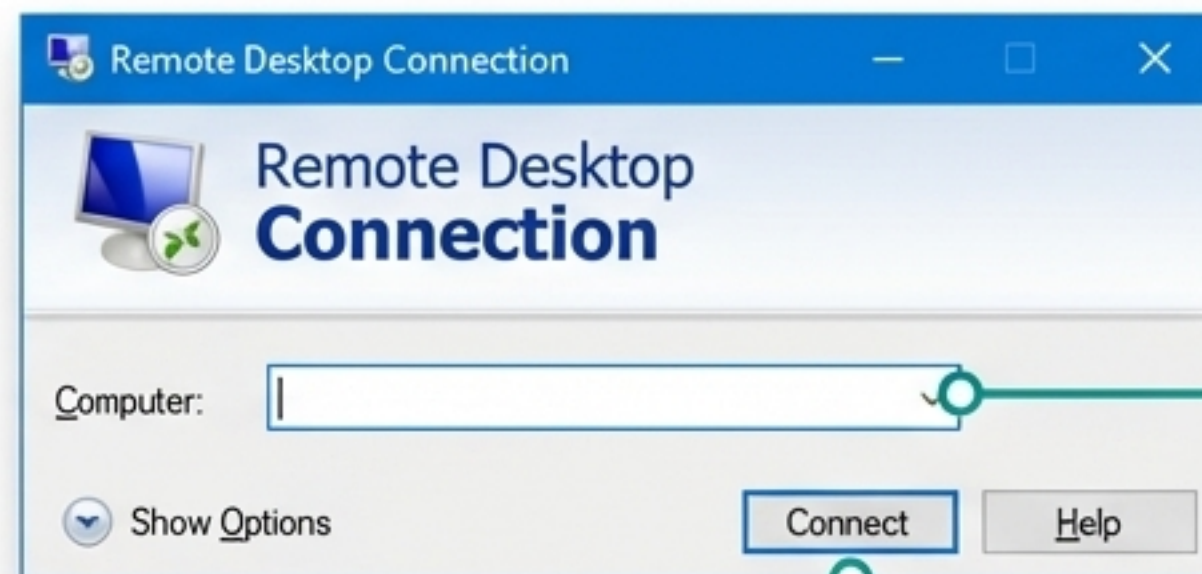 Remote Desktop Connection
Remote Desktop
Connection
Computer:
Show Options
Connect
Help